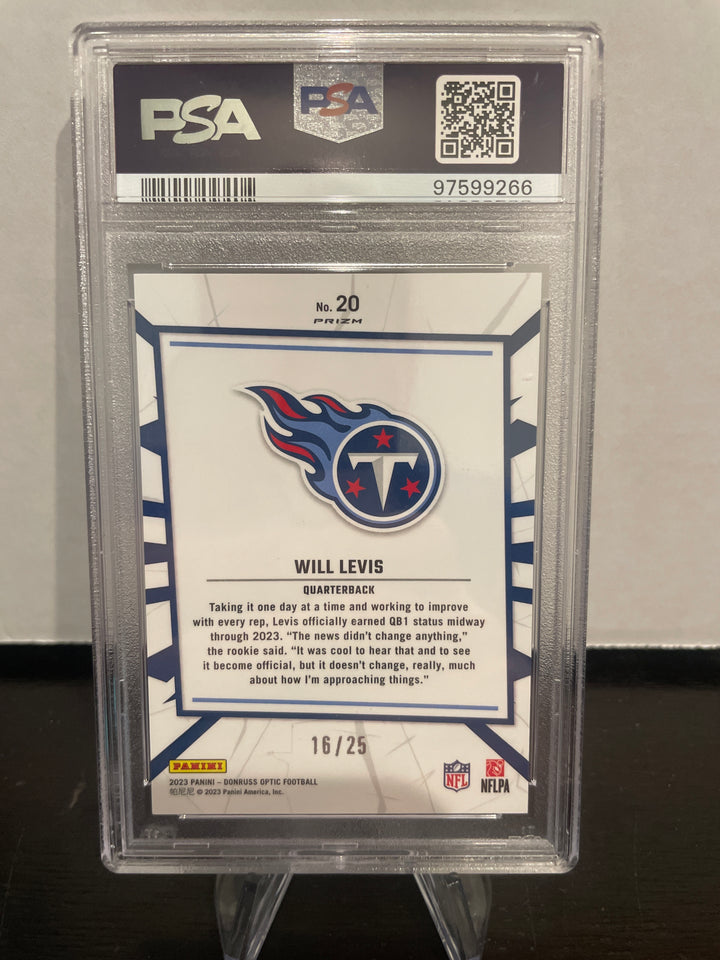 PSA
PSA
97599266
No. 20
PRIZM
T
WILL LEVIS
QUARTERBACK
Taking it one day at a time and working to improve
with every rep, Levis officially earned QB1 status midway
through 2023. “The news didn’t change anything,”
the rookie said. “It was cool to hear that and to see
it become official, but it doesn’t change, really, much
about how I’m approaching things.”
16/25
PANINI
NFL
NFLPA
2023 PANINI – DONRUSS OPTIC FOOTBALL
帕尼尼 © 2023 Panini America, Inc.